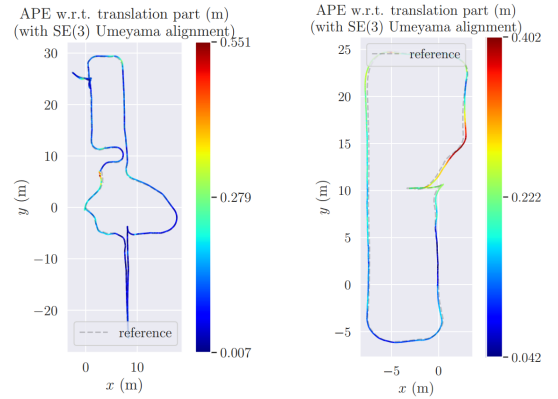 APE w.r.t. translation part (m)
(with SE(3) Umeyama alignment)
30
20
10
0
−10
−20
y (m)
0
10
x (m)
reference
0.551
0.279
0.007
APE w.r.t. translation part (m)
(with SE(3) Umeyama alignment)
reference
25
20
15
10
5
0
−5
y (m)
−5
0
x (m)
0.402
0.222
0.042